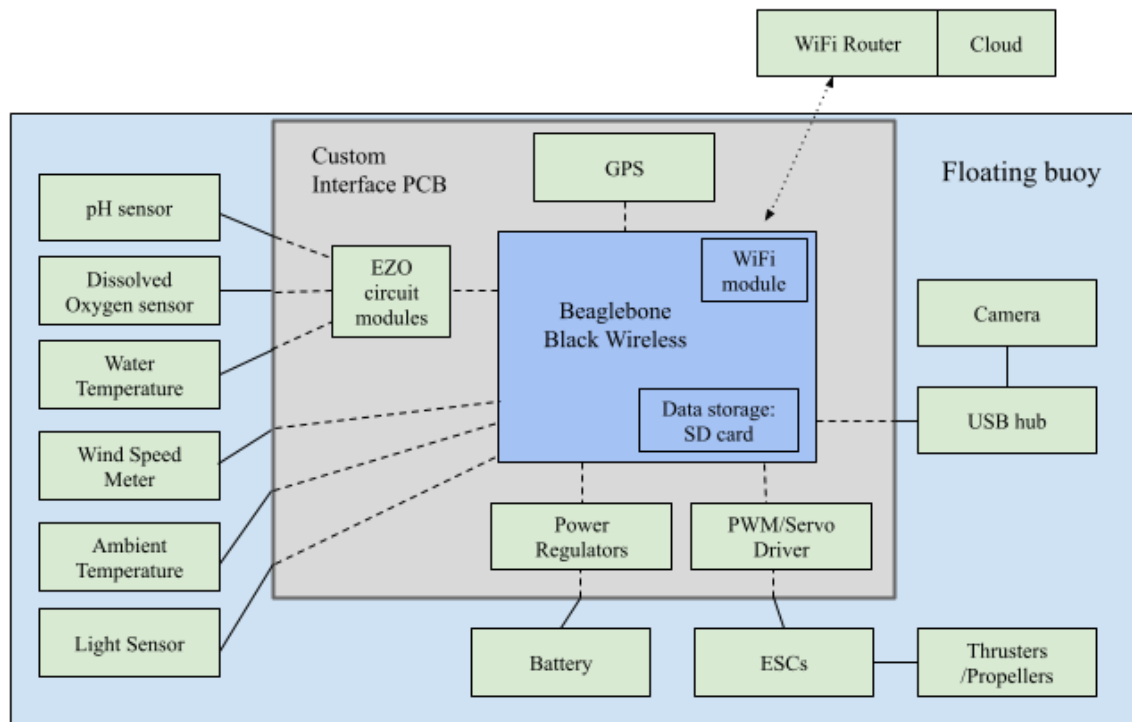 WiFi Router
Cloud
Custom
Interface PCB
GPS
Floating buoy
pH sensor
Dissolved
Oxygen sensor
Water
Temperature
Wind Speed
Meter
Ambient
Temperature
Light Sensor
EZO
circuit
modules
WiFi
module
Beaglebone
Black Wireless
Data storage:
SD card
Camera
USB hub
Power
Regulators
PWM/Servo
Driver
Battery
ESCs
Thrusters
/Propellers